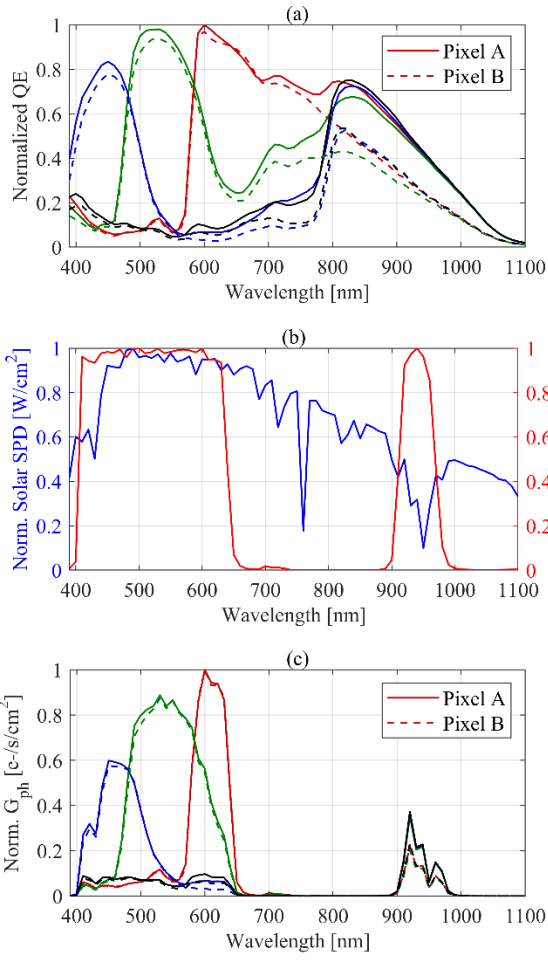 (a)
Normalized QE
1
0.8
0.6
0.4
0.2
0
Pixel A
Pixel B
400 500 600 700 800 900 1000 1100
Wavelength [nm]
(b)
Norm. Solar SPD [W/cm2]
1
0.8
0.6
0.4
0.2
0
1
0.8
0.6
0.4
0.2
0
400 500 600 700 800 900 1000 1100
Wavelength [nm]
(c)
Norm. Gph [e-/s/cm2]
1
0.8
0.6
0.4
0.2
0
Pixel A
Pixel B
400 500 600 700 800 900 1000 1100
Wavelength [nm]